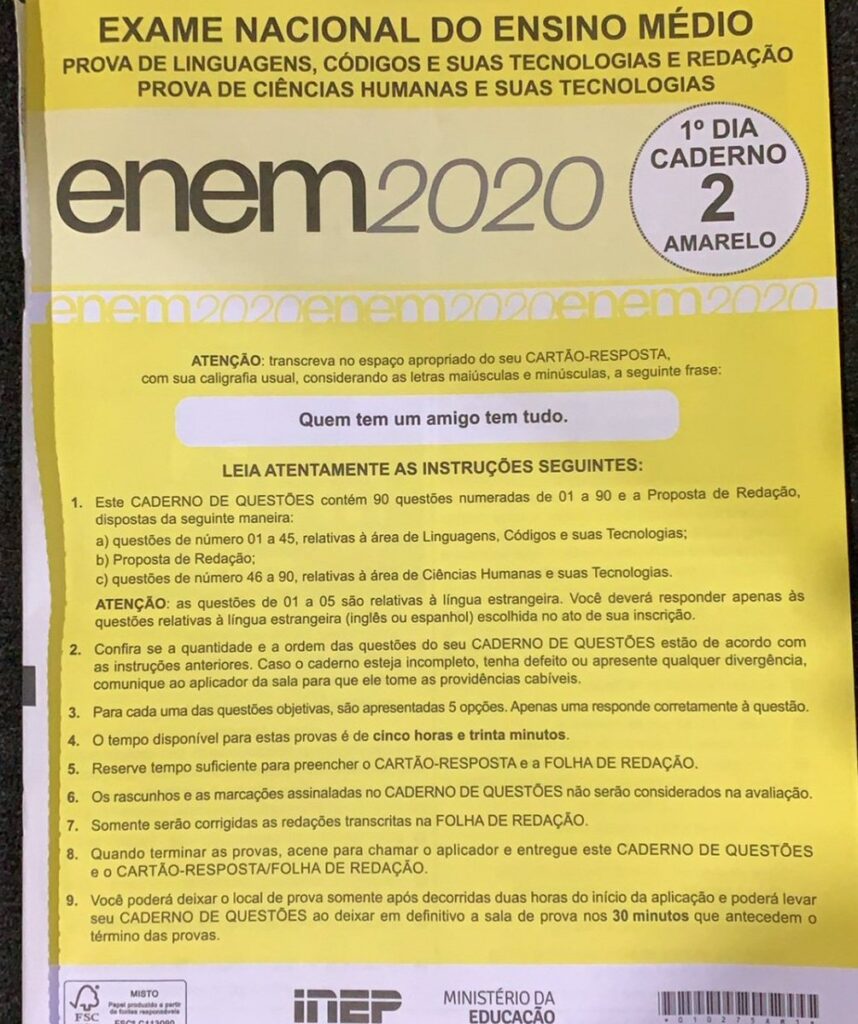 EXAME NACIONAL DO ENSINO MÉDIO
PROVA DE LINGUAGENS, CÓDIGOS E SUAS TECNOLOGIAS E REDAÇÃO
PROVA DE CIÊNCIAS HUMANAS E SUAS TECNOLOGIAS
enem2020
1º DIA
CADERNO
2
AMARELO
enem2020enem2020enem2020
ATENÇÃO: transcreva no espaço apropriado do seu CARTÃO-RESPOSTA,
com sua caligrafia usual, considerando as letras maiúsculas e minúsculas, a seguinte frase:
Quem tem um amigo tem tudo.
LEIA ATENTAMENTE AS INSTRUÇÕES SEGUINTES:
1. Este CADERNO DE QUESTÕES contém 90 questões numeradas de 01 a 90 e a Proposta de Redação,
dispostas da seguinte maneira:
a) questões de número 01 a 45, relativas à área de Linguagens, Códigos e suas Tecnologias;
b) Proposta de Redação;
c) questões de número 46 a 90, relativas à área de Ciências Humanas e suas Tecnologias.
ATENÇÃO: as questões de 01 a 05 são relativas à língua estrangeira. Você deverá responder apenas às
questões relativas à língua estrangeira (inglês ou espanhol) escolhida no ato de sua inscrição.
2. Confira se a quantidade e a ordem das questões do seu CADERNO DE QUESTÕES estão de acordo com
as instruções anteriores. Caso o caderno esteja incompleto, tenha defeito ou apresente qualquer divergência,
comunique ao aplicador da sala para que ele tome as providências cabíveis.
3. Para cada uma das questões objetivas, são apresentadas 5 opções. Apenas uma responde corretamente à questão.
4. O tempo disponível para estas provas é de cinco horas e trinta minutos.
5. Reserve tempo suficiente para preencher o CARTÃO-RESPOSTA e a FOLHA DE REDAÇÃO.
6. Os rascunhos e as marcações assinaladas no CADERNO DE QUESTÕES não serão considerados na avaliação.
7. Somente serão corrigidas as redações transcritas na FOLHA DE REDAÇÃO.
8. Quando terminar as provas, acene para chamar o aplicador e entregue este CADERNO DE QUESTÕES
e o CARTÃO-RESPOSTA/FOLHA DE REDAÇÃO.
9. Você poderá deixar o local de prova somente após decorridas duas horas do início da aplicação e poderá levar
seu CADERNO DE QUESTÕES ao deixar em definitivo a sala de prova nos 30 minutos que antecedem o
término das provas.
FSC
MISTO
Papel produzido a partir
de fontes responsáveis
inep
MINISTÉRIO DA
EDUCAÇÃO